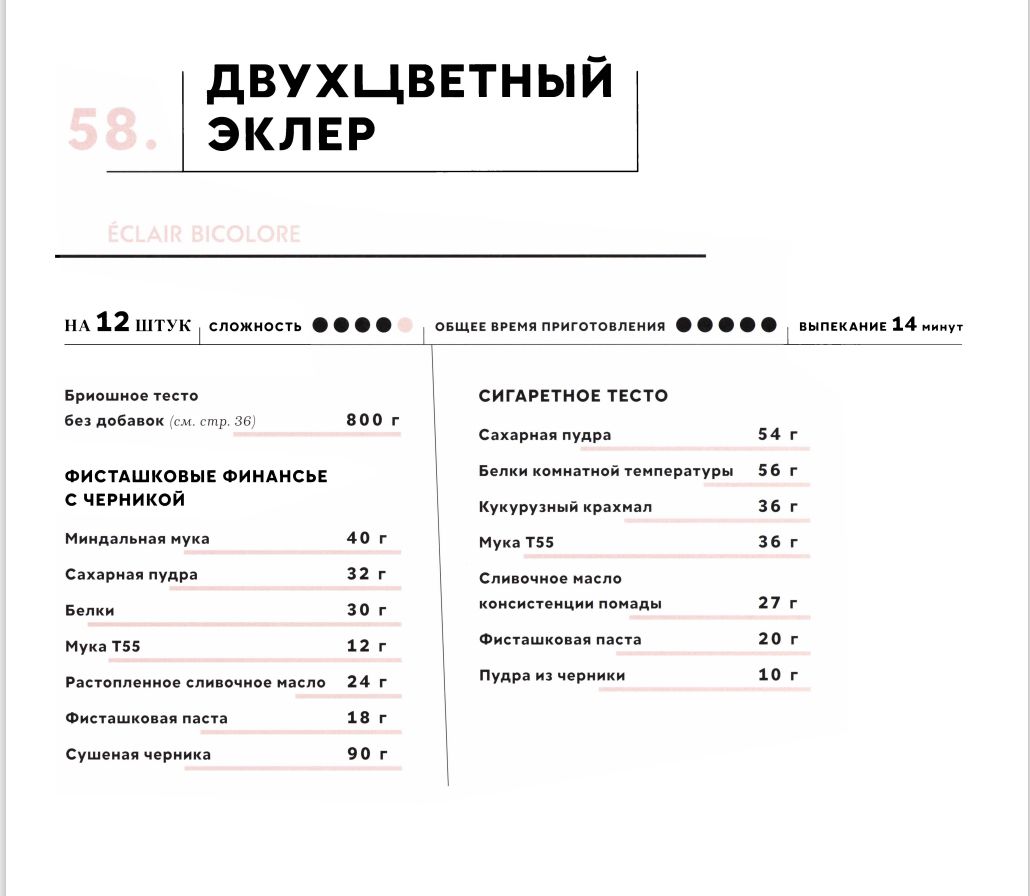 58.
ДВУХЦВЕТНЫЙ
ЭКЛЕР
ÉCLAIR BICOLORE
НА 12 ШТУК
СЛОЖНОСТЬ
ОБЩЕЕ ВРЕМЯ ПРИГОТОВЛЕНИЯ
ВЫПЕКАНИЕ 14 минут
Бриошное тесто
без добавок (см. стр. 36) 800 г
ФИСТАШКОВЫЕ ФИНАНСЬЕ
С ЧЕРНИКОЙ
Миндальная мука 40 г
Сахарная пудра 32 г
Белки 30 г
Мука Т55 12 г
Растопленное сливочное масло 24 г
Фисташковая паста 18 г
Сушеная черника 90 г
СИГАРЕТНОЕ ТЕСТО
Сахарная пудра 54 г
Белки комнатной температуры 56 г
Кукурузный крахмал 36 г
Мука Т55 36 г
Сливочное масло
консистенции помады 27 г
Фисташковая паста 20 г
Пудра из черники 10 г